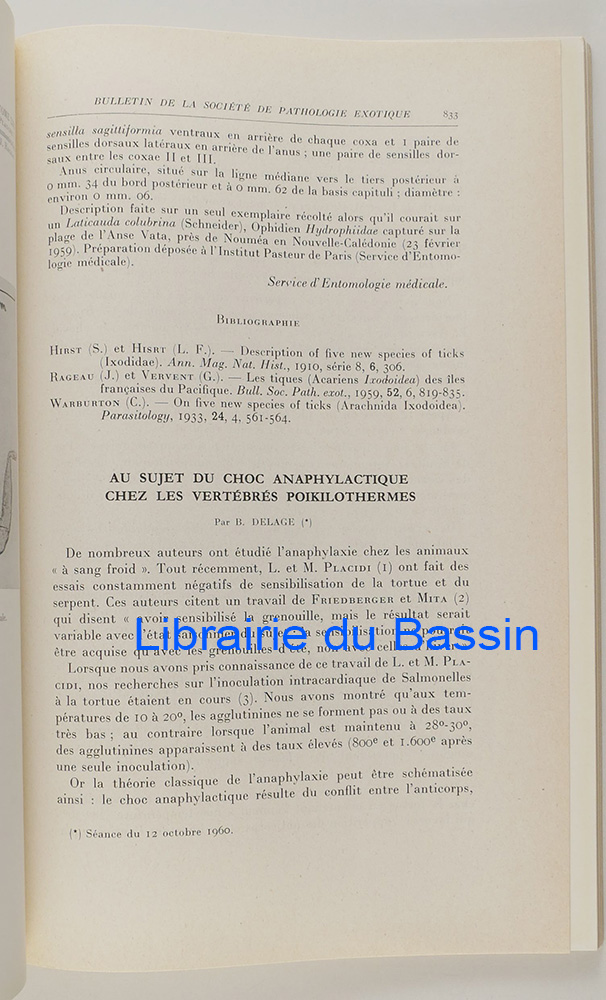 BULLETIN DE LA SOCIÉTÉ DE PATHOLOGIE EXOTIQUE 833
sensilla sagittiformia ventraux en arrière de chaque coxa et 1 paire de
sensilles dorsaux latéraux en arrière de l'anus ; une paire de sensilles dor-
saux entre les coxae II et III.
Anus circulaire, situé sur la ligne médiane vers le tiers postérieur à
0 mm. 34 du bord postérieur et à 0 mm. 62 de la basis capituli ; diamètre :
environ 0 mm. 06.
Description faite sur un seul exemplaire récolté alors qu'il courait sur
un Laticauda colubrina (Schneider), Ophidien Hydrophiidae capturé sur la
plage de l'Anse Vata, près de Nouméa en Nouvelle-Calédonie (23 février
1959). Préparation déposée à l'Institut Pasteur de Paris (Service d'Entomo-
logie médicale).
Service d'Entomologie médicale.
BIBLIOGRAPHIE
HIRST (S.) et HISRT (L. F.). — Description of five new species of ticks
(Ixodidae). Ann. Mag. Nat. Hist., 1910, série 8, 6, 306.
RAGEAU (J.) et VERVENT (G.). — Les tiques (Acariens Ixodoidea) des îles
françaises du Pacifique. Bull. Soc. Path. exot., 1959, 52, 6, 819-835.
WARBURTON (C.). — On five new species of ticks (Arachnida Ixodoidea).
Parasitology, 1933, 24, 4, 561-564.
AU SUJET DU CHOC ANAPHYLACTIQUE
CHEZ LES VERTÉBRÉS POIKILOTHERMES
Par B. DELAGE (*)
De nombreux auteurs ont étudié l'anaphylaxie chez les animaux
« à sang froid ». Tout récemment, L. et M. PLACIDI (1) ont fait des
essais constamment négatifs de sensibilisation de la tortue et du
serpent. Ces auteurs citent un travail de FRIEDBERGER et MITA (2)
qui disent « avoir sensibilisé la grenouille, mais le résultat serait
variable avec l'état
Librairie du Bassin
être acquise qu'avec les grenouilles d'été, non avec celles
Lorsque nous avons pris connaissance de ce travail de L. et M. PLA-
CIDI, nos recherches sur l'inoculation intracardiaque de Salmonelles
à la tortue étaient en cours (3). Nous avons montré qu'aux tem-
pératures de 10 à 20°, les agglutinines ne se forment pas ou à des taux
très bas ; au contraire lorsque l'animal est maintenu à 28°-30°,
des agglutinines apparaissent à des taux élevés (800e et 1.600e après
une seule inoculation).
Or la théorie classique de l'anaphylaxie peut être schématisée
ainsi : le choc anaphylactique résulte du conflit entre l'anticorps,
(*) Séance du 12 octobre 1960.